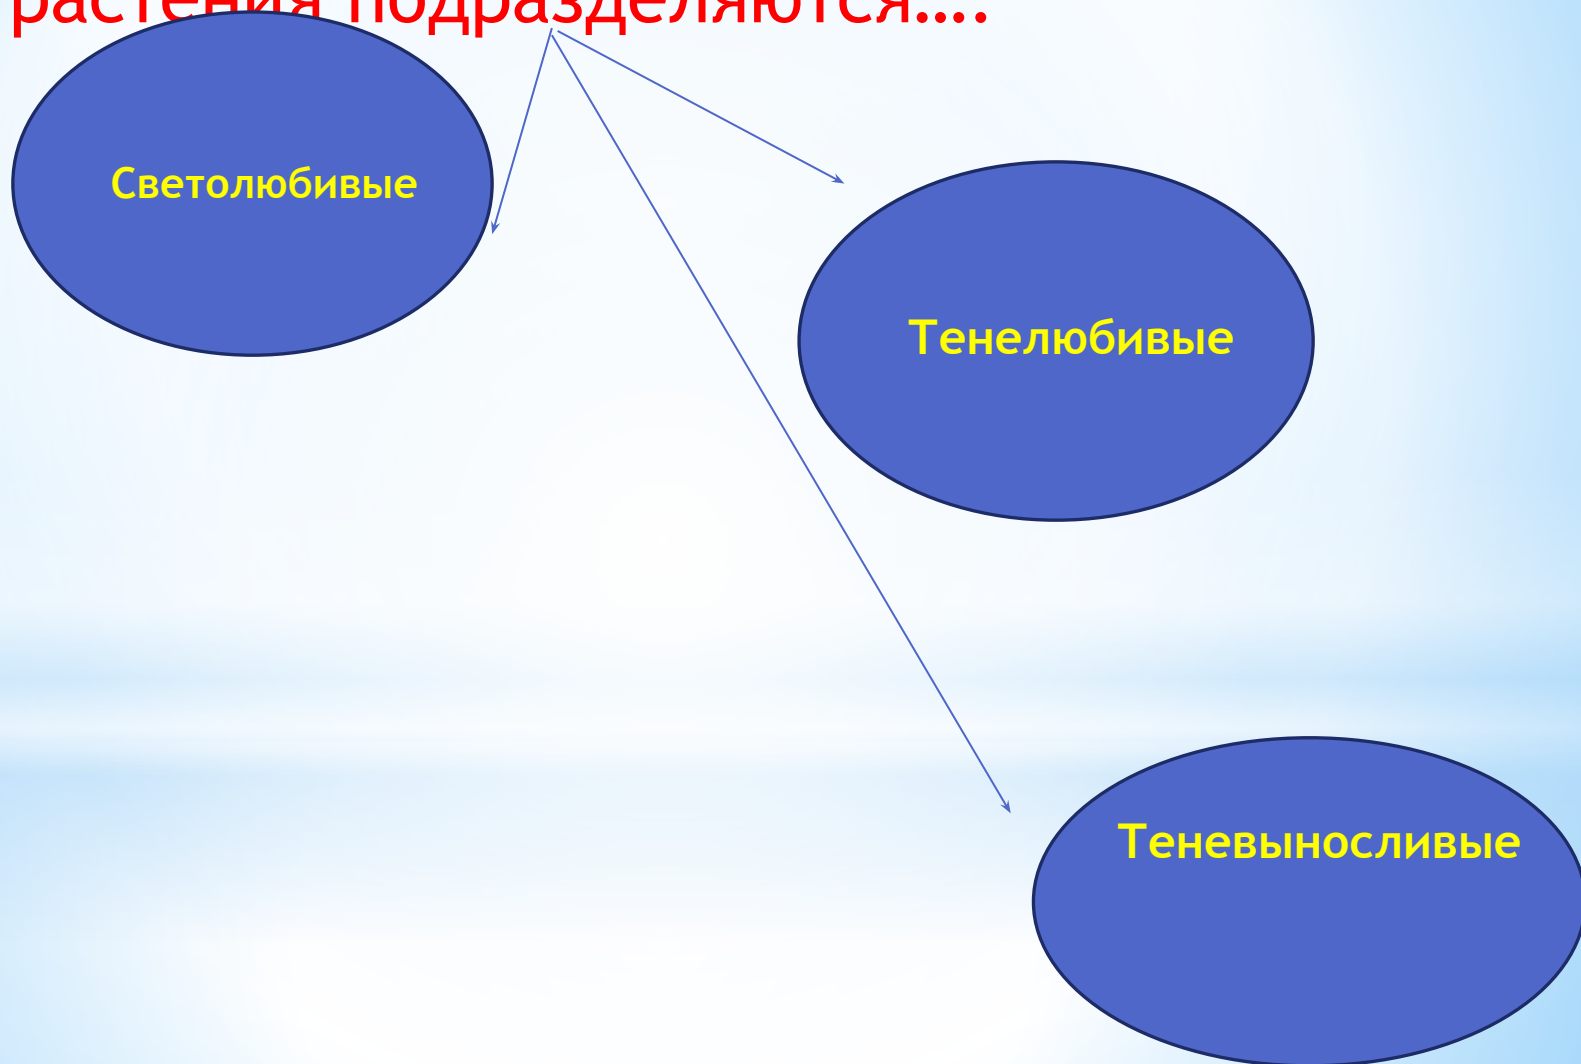 растения подразделяются....
Светолюбивые
Тенелюбивые
Теневыносливые